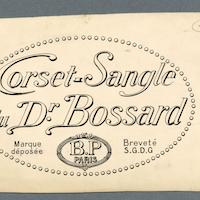 Corset-Sangle
du Dr Bossard
Marque
déposée
B.P
PARIS
Breveté
S.G.D.G